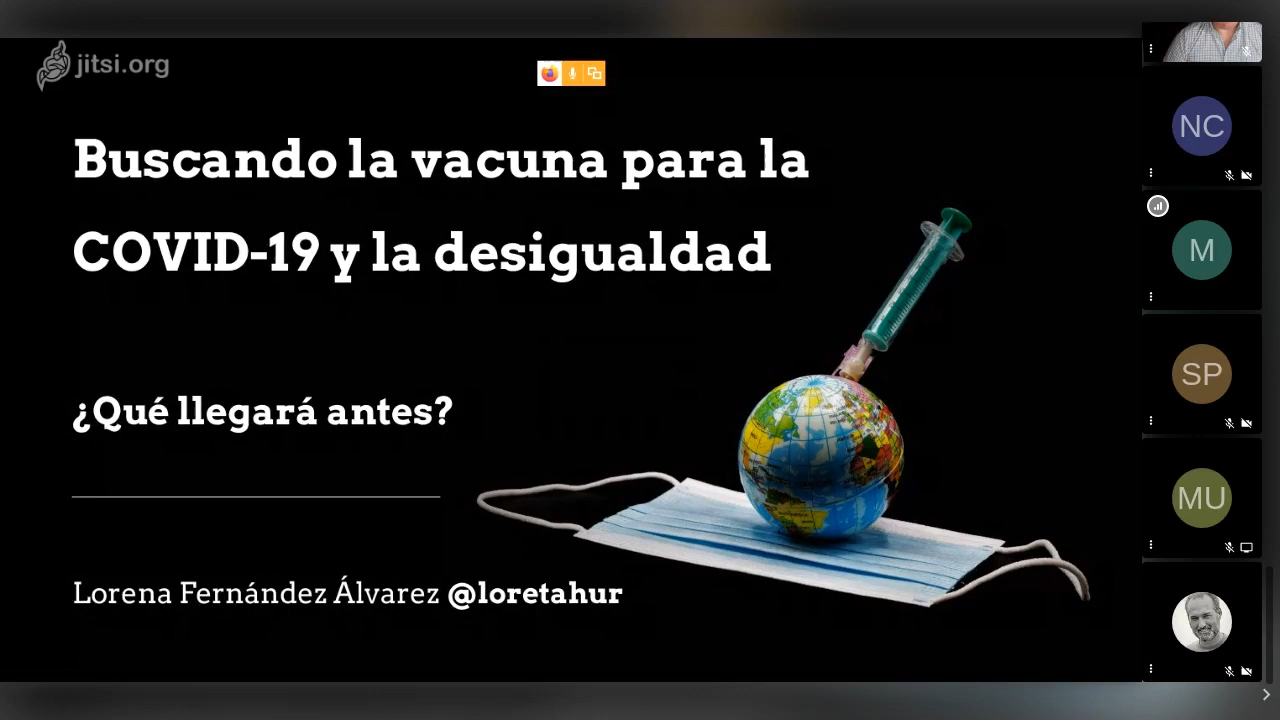 jitsi.org
Buscando la vacuna para la
COVID-19 y la desigualdad
¿Qué llegará antes?
Lorena Fernández Álvarez @loretahur
NC
M
SP
MU